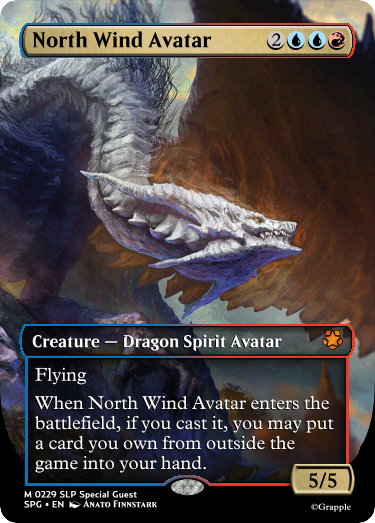 North Wind Avatar 2
Creature — Dragon Spirit Avatar
Flying
When North Wind Avatar enters the
battlefield, if you cast it, you may put
a card you own from outside the
game into your hand.
5/5
M 0229 SLP Special Guest
SPG • EN Anato Finnstark
©Grapple